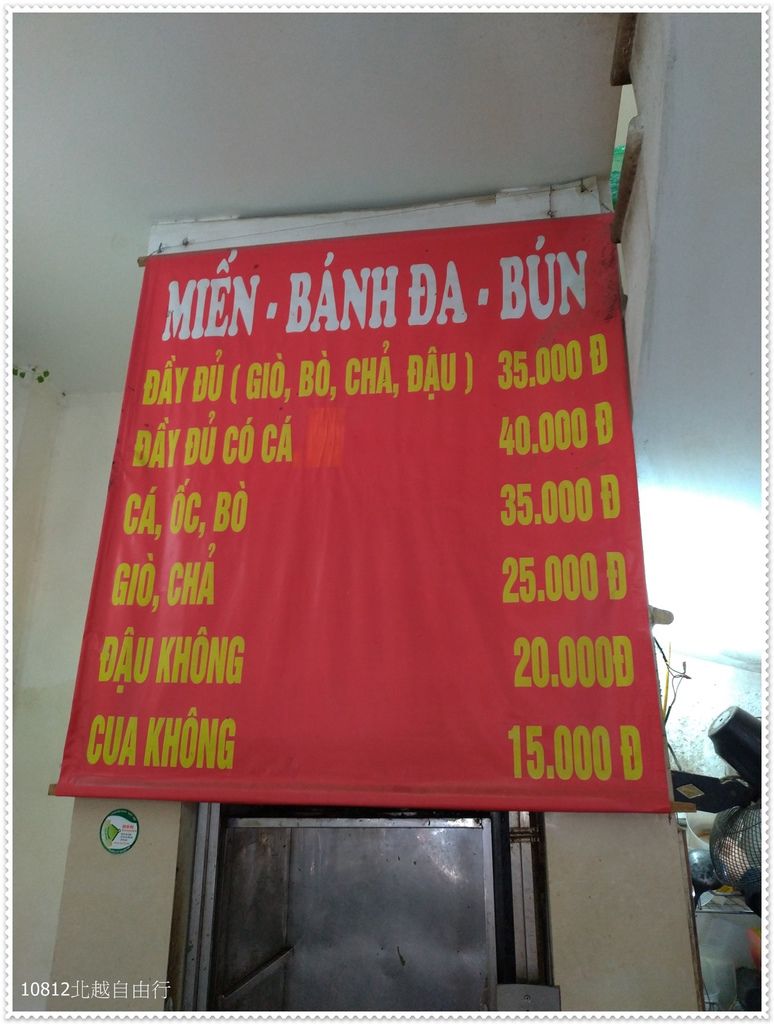 MIẾN - BÁNH ĐA - BÚN
ĐẦY ĐỦ ( GIÒ, BÒ, CHẢ, ĐẬU ) 35.000 Đ
ĐẦY ĐỦ CÓ CÁ 40.000 Đ
CÁ, ỐC, BÒ 35.000 Đ
GIÒ, CHẢ 25.000 Đ
ĐẬU KHÔNG 20.000Đ
CUA KHÔNG 15.000 Đ
10812北越自由行